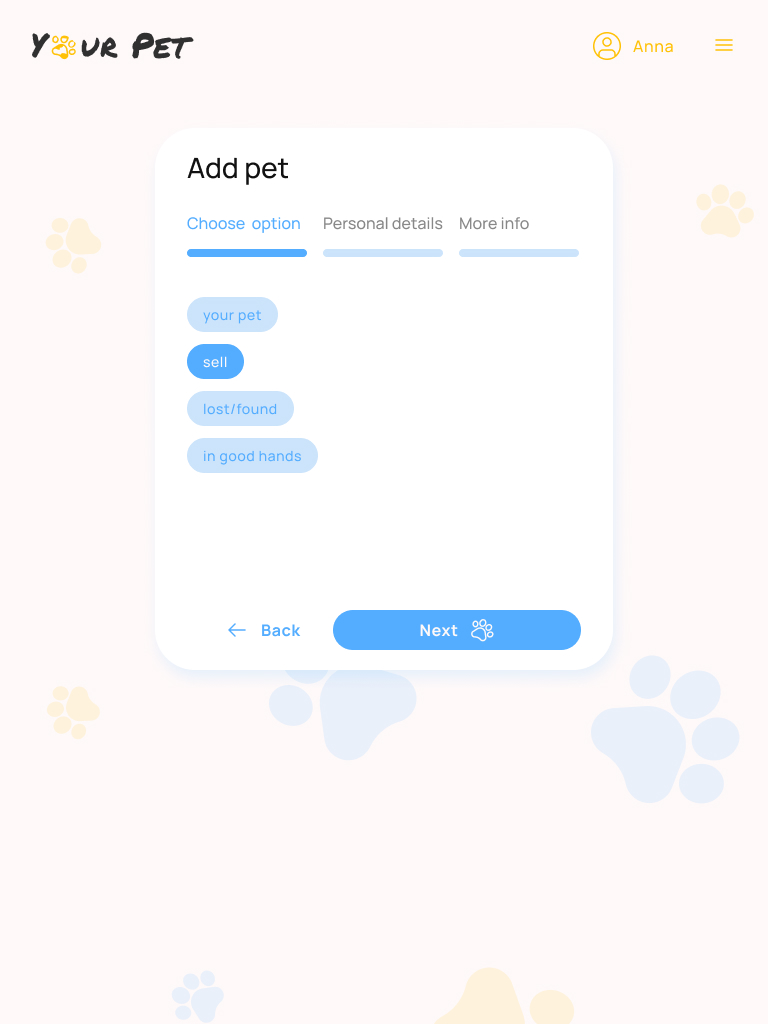 Your Pet
Anna
Add pet
Choose option
Personal details
More info
your pet
sell
lost/found
in good hands
Back
Next